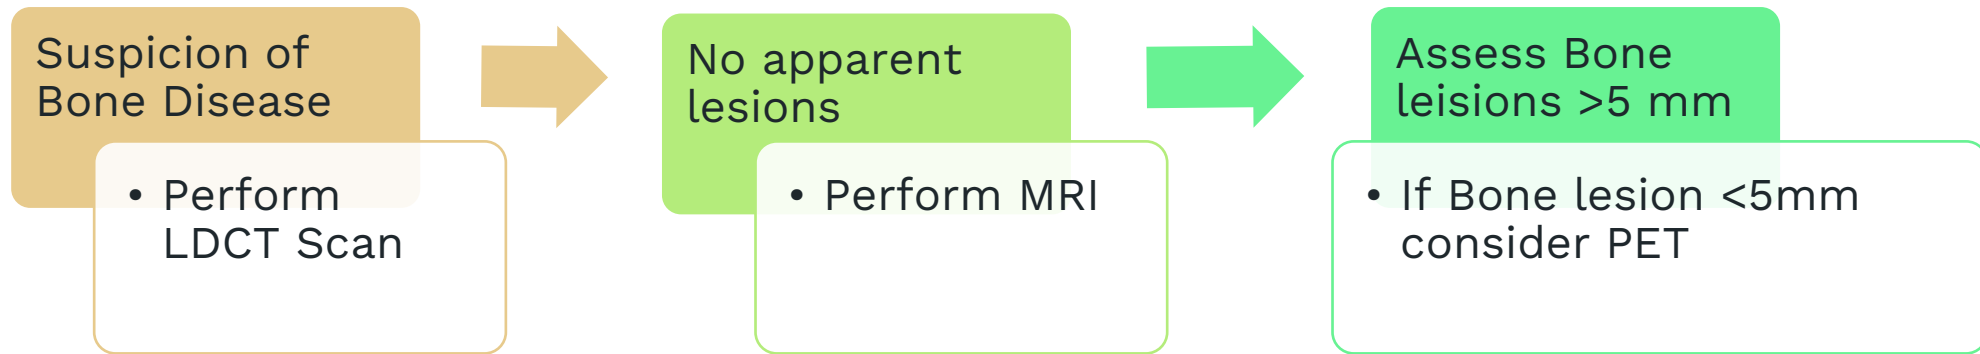 Suspicion of
Bone Disease
• Perform
LDCT Scan
No apparent
lesions
• Perform MRI
Assess Bone
leisions >5 mm
• If Bone lesion <5mm
consider PET